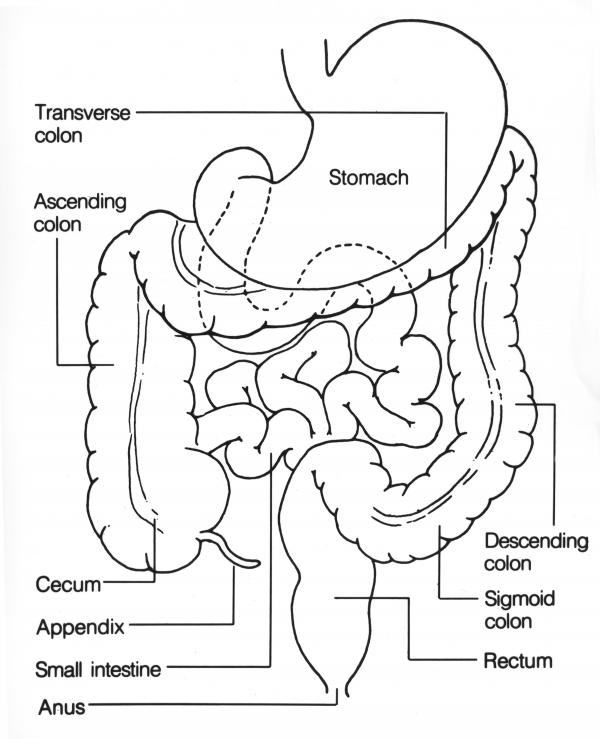 Transverse
colon
Stomach
Ascending
colon
Descending
colon
Cecum
Sigmoid
colon
Appendix
Rectum
Small intestine
Anus